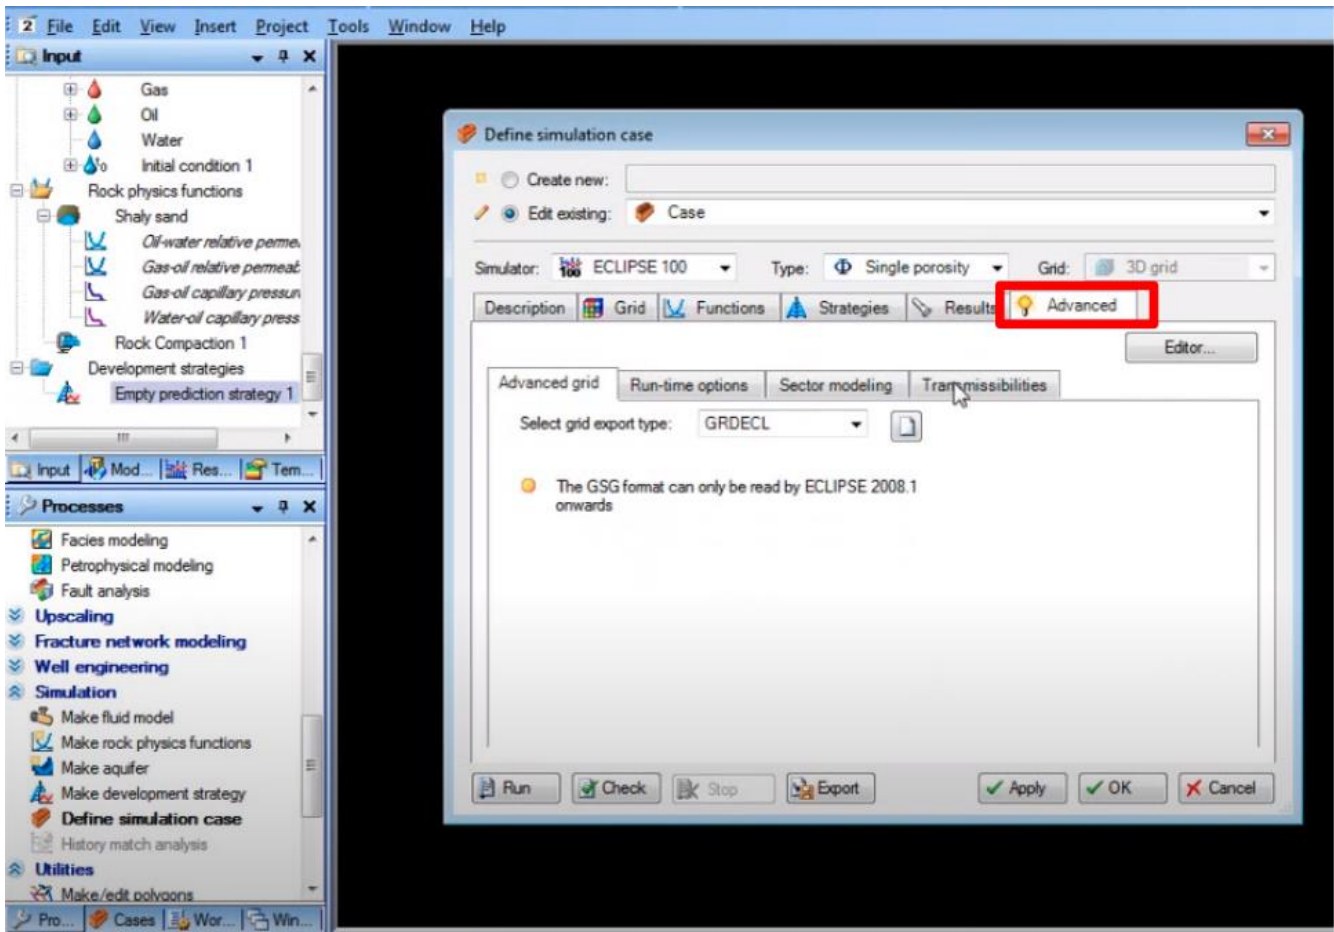 File Edit View Insert Project Tools Window Help
Input
Gas
Oil
Water
Initial condition 1
Rock physics functions
Shaly sand
Oil-water relative
Gas-oil relative
Gas-oil capillary
Water-oil capillary press
Rock Compaction 1
Development strategies
Empty prediction strategy 1
Input Mod... Res... Tem...
Processes
Facies modeling
Petrophysical modeling
Fault analysis
Upscaling
Fracture network modeling
Well engineering
Simulation
Make fluid model
Make rock physics functions
Make aquifer
Make development strategy
Define simulation case
History match analysis
Utilities
Make/edit polygons
Pro... Cases Wor... Win...
Define simulation case
Create new:
Edit existing: Case
Simulator: 100 ECLIPSE 100 Type: Single porosity Grid: 3D grid
Description Grid Functions Strategies Results Advanced
Editor...
Advanced grid Run-time options Sector modeling Transmissibilities
Select grid export type: GRDECL
The GSG format can only be read by ECLIPSE 2008.1
onwards
Run Check Stop Export Apply OK Cancel